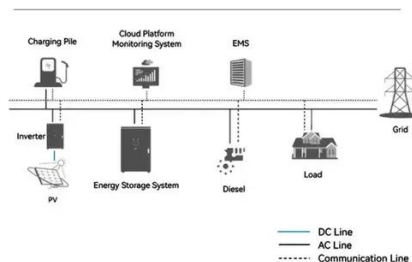 Charging Pile
Cloud Platform
Monitoring System
EMS
Inverter
Grid
PV
Energy Storage System
Diesel
Load
DC Line
AC Line
Communication Line